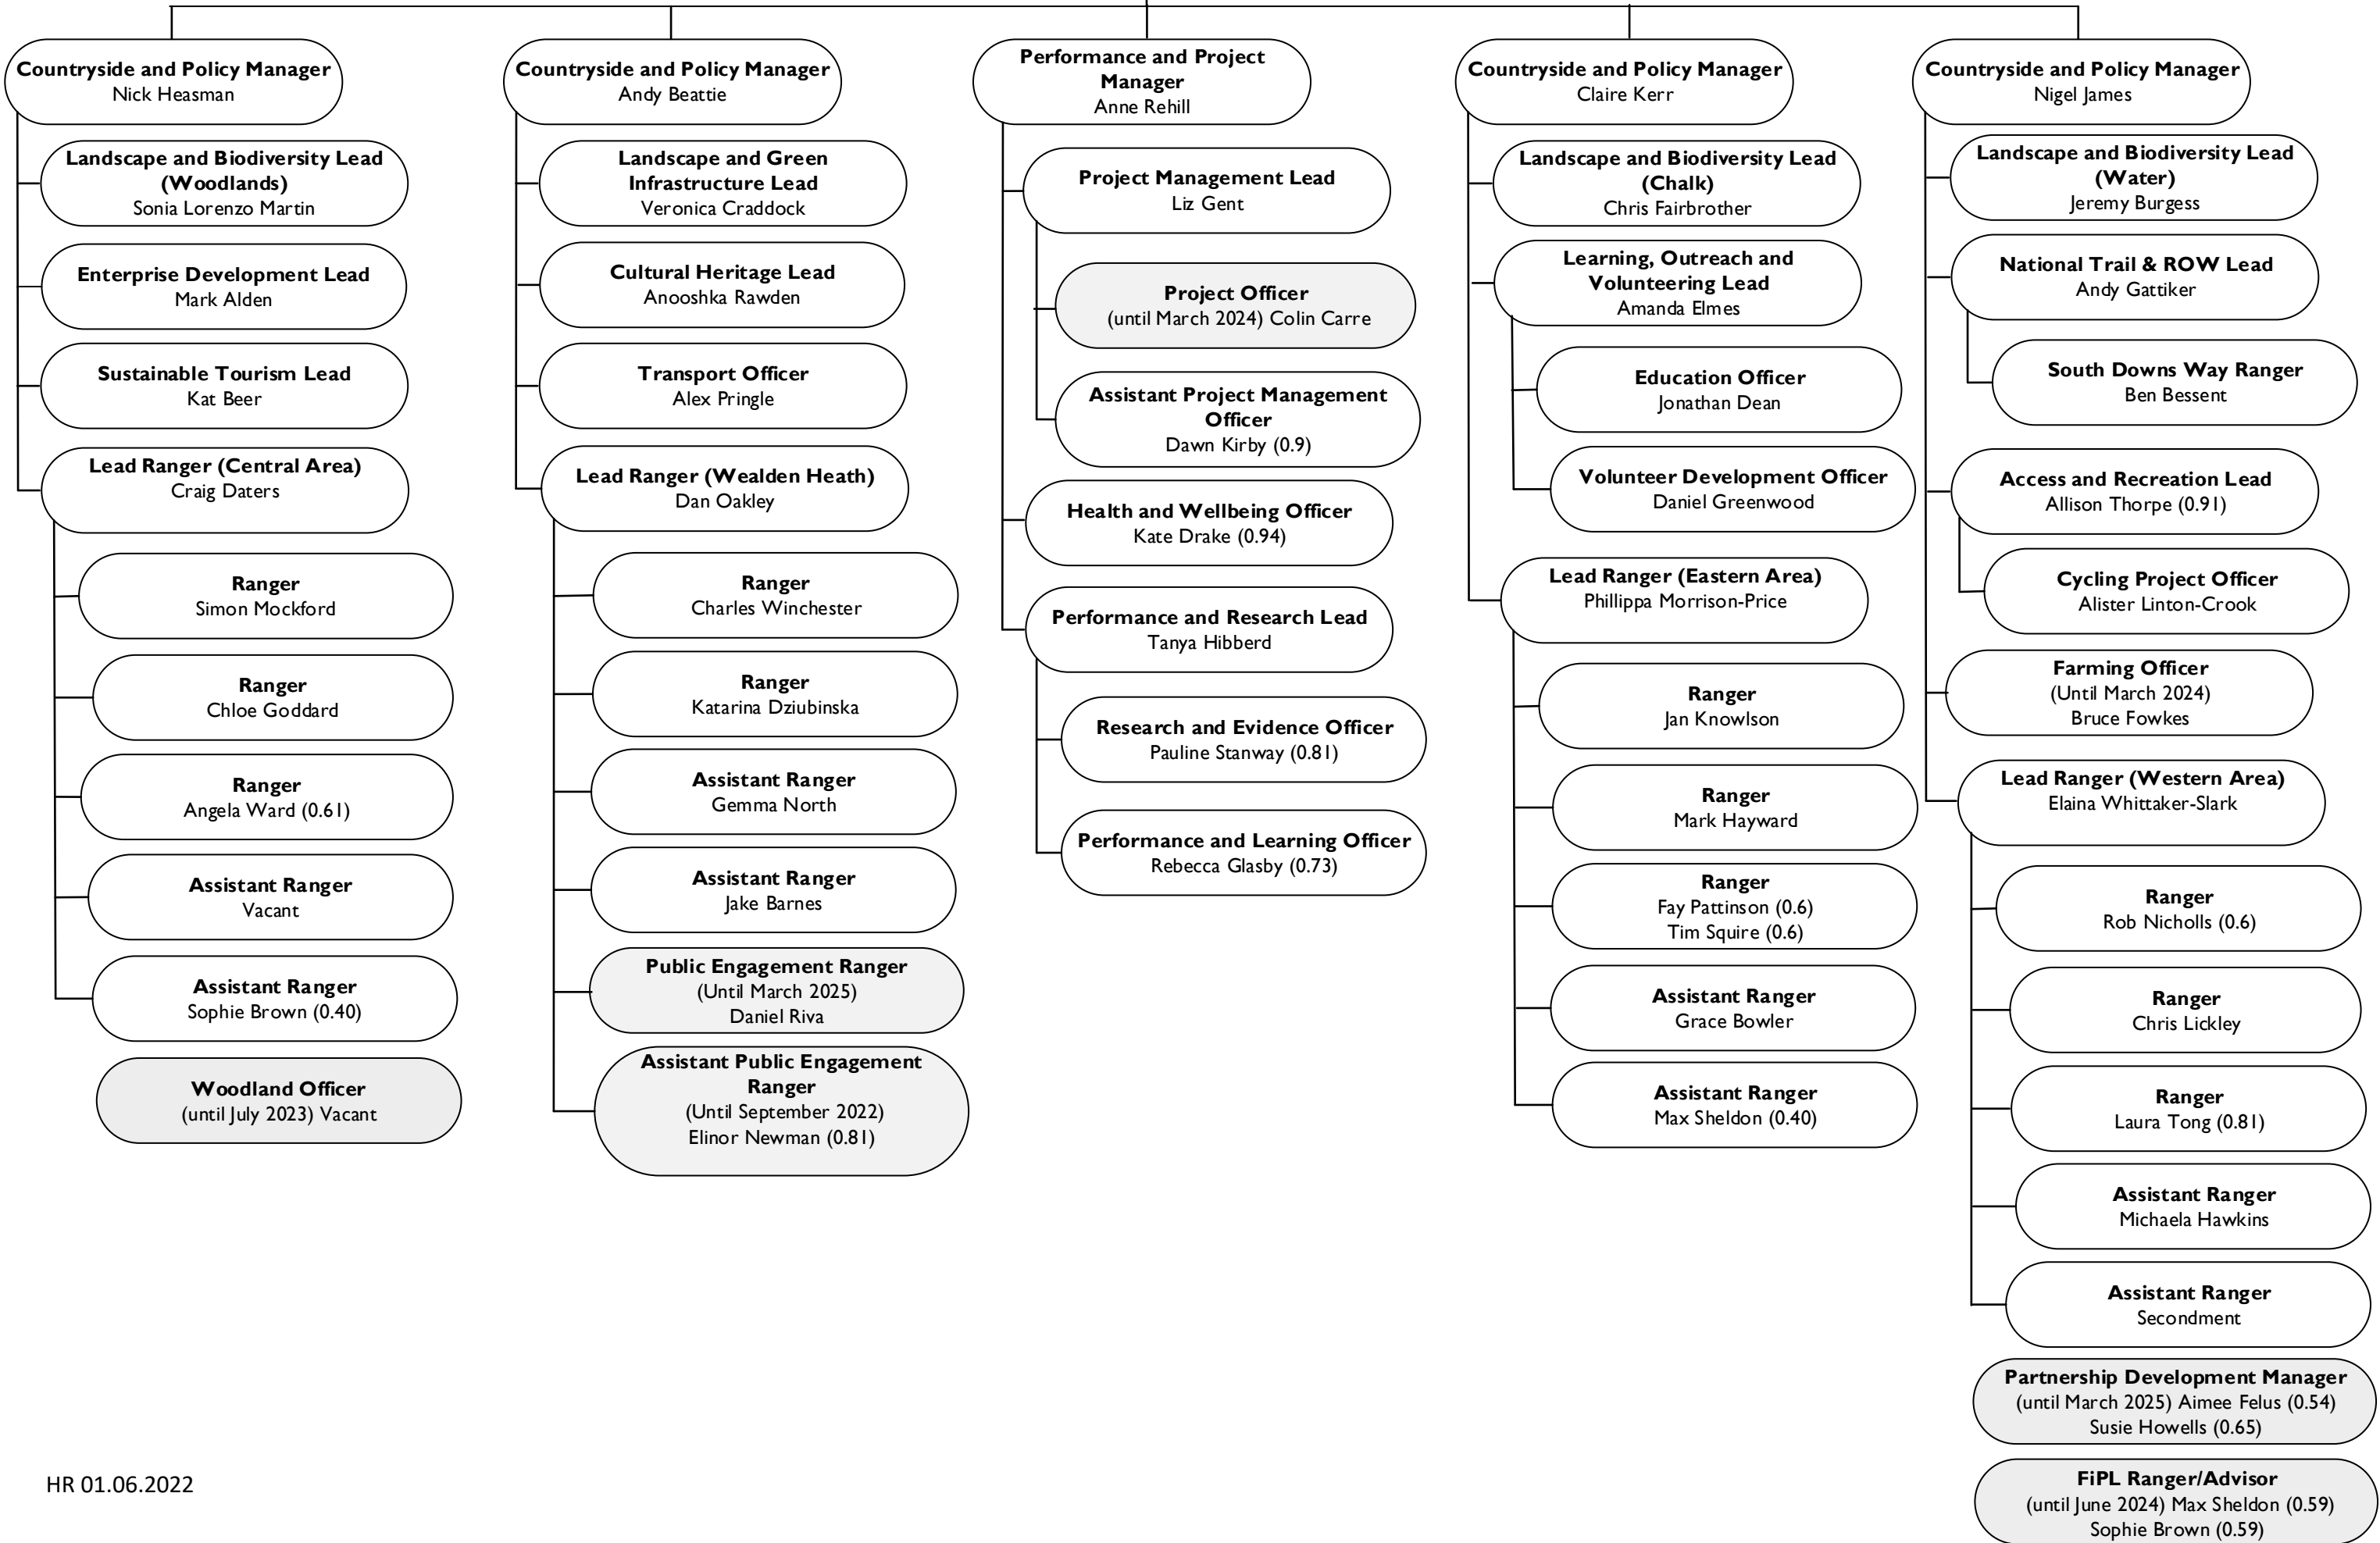 Countryside and Policy Manager
Nick Heasman
Landscape and Biodiversity Lead
(Woodlands)
Sonia Lorenzo Martin
Enterprise Development Lead
Mark Alden
Sustainable Tourism Lead
Kat Beer
Lead Ranger (Central Area)
Craig Daters
Ranger
Simon Mockford
Ranger
Chloe Goddard
Ranger
Angela Ward (0.61)
Assistant Ranger
Vacant
Assistant Ranger
Sophie Brown (0.40)
Woodland Officer
(until July 2023) Vacant
Countryside and Policy Manager
Andy Beattie
Landscape and Green
Infrastructure Lead
Veronica Craddock
Cultural Heritage Lead
Anooshka Rawden
Transport Officer
Alex Pringle
Lead Ranger (Wealden Heath)
Dan Oakley
Ranger
Charles Winchester
Ranger
Katarina Dziubinska
Assistant Ranger
Gemma North
Assistant Ranger
Jake Barnes
Public Engagement Ranger
(Until March 2025)
Daniel Riva
Assistant Public Engagement
Ranger
(Until September 2022)
Elinor Newman (0.81)
Performance and Project
Manager
Anne Rehill
Project Management Lead
Liz Gent
Project Officer
(until March 2024) Colin Carre
Assistant Project Management
Officer
Dawn Kirby (0.9)
Health and Wellbeing Officer
Kate Drake (0.94)
Performance and Research Lead
Tanya Hibberd
Research and Evidence Officer
Pauline Stanway (0.81)
Performance and Learning Officer
Rebecca Glasby (0.73)
Countryside and Policy Manager
Claire Kerr
Landscape and Biodiversity Lead
(Chalk)
Chris Fairbrother
Learning, Outreach and
Volunteering Lead
Amanda Elmes
Education Officer
Jonathan Dean
Volunteer Development Officer
Daniel Greenwood
Lead Ranger (Eastern Area)
Phillippa Morrison-Price
Ranger
Jan Knowlson
Ranger
Mark Hayward
Ranger
Fay Pattinson (0.6)
Tim Squire (0.6)
Assistant Ranger
Grace Bowler
Assistant Ranger
Max Sheldon (0.40)
Countryside and Policy Manager
Nigel James
Landscape and Biodiversity Lead
(Water)
Jeremy Burgess
National Trail & ROW Lead
Andy Gattiker
South Downs Way Ranger
Ben Bessent
Access and Recreation Lead
Allison Thorpe (0.91)
Cycling Project Officer
Alister Linton-Crook
Farming Officer
(Until March 2024)
Bruce Fowkes
Lead Ranger (Western Area)
Elaina Whittaker-Slark
Ranger
Rob Nicholls (0.6)
Ranger
Chris Lickley
Ranger
Laura Tong (0.81)
Assistant Ranger
Michaela Hawkins
Assistant Ranger
Secondment
Partnership Development Manager
(until March 2025) Aimee Felus (0.54)
Susie Howells (0.65)
FiPL Ranger/Advisor
(until June 2024) Max Sheldon (0.59)
Sophie Brown (0.59)
HR 01.06.2022